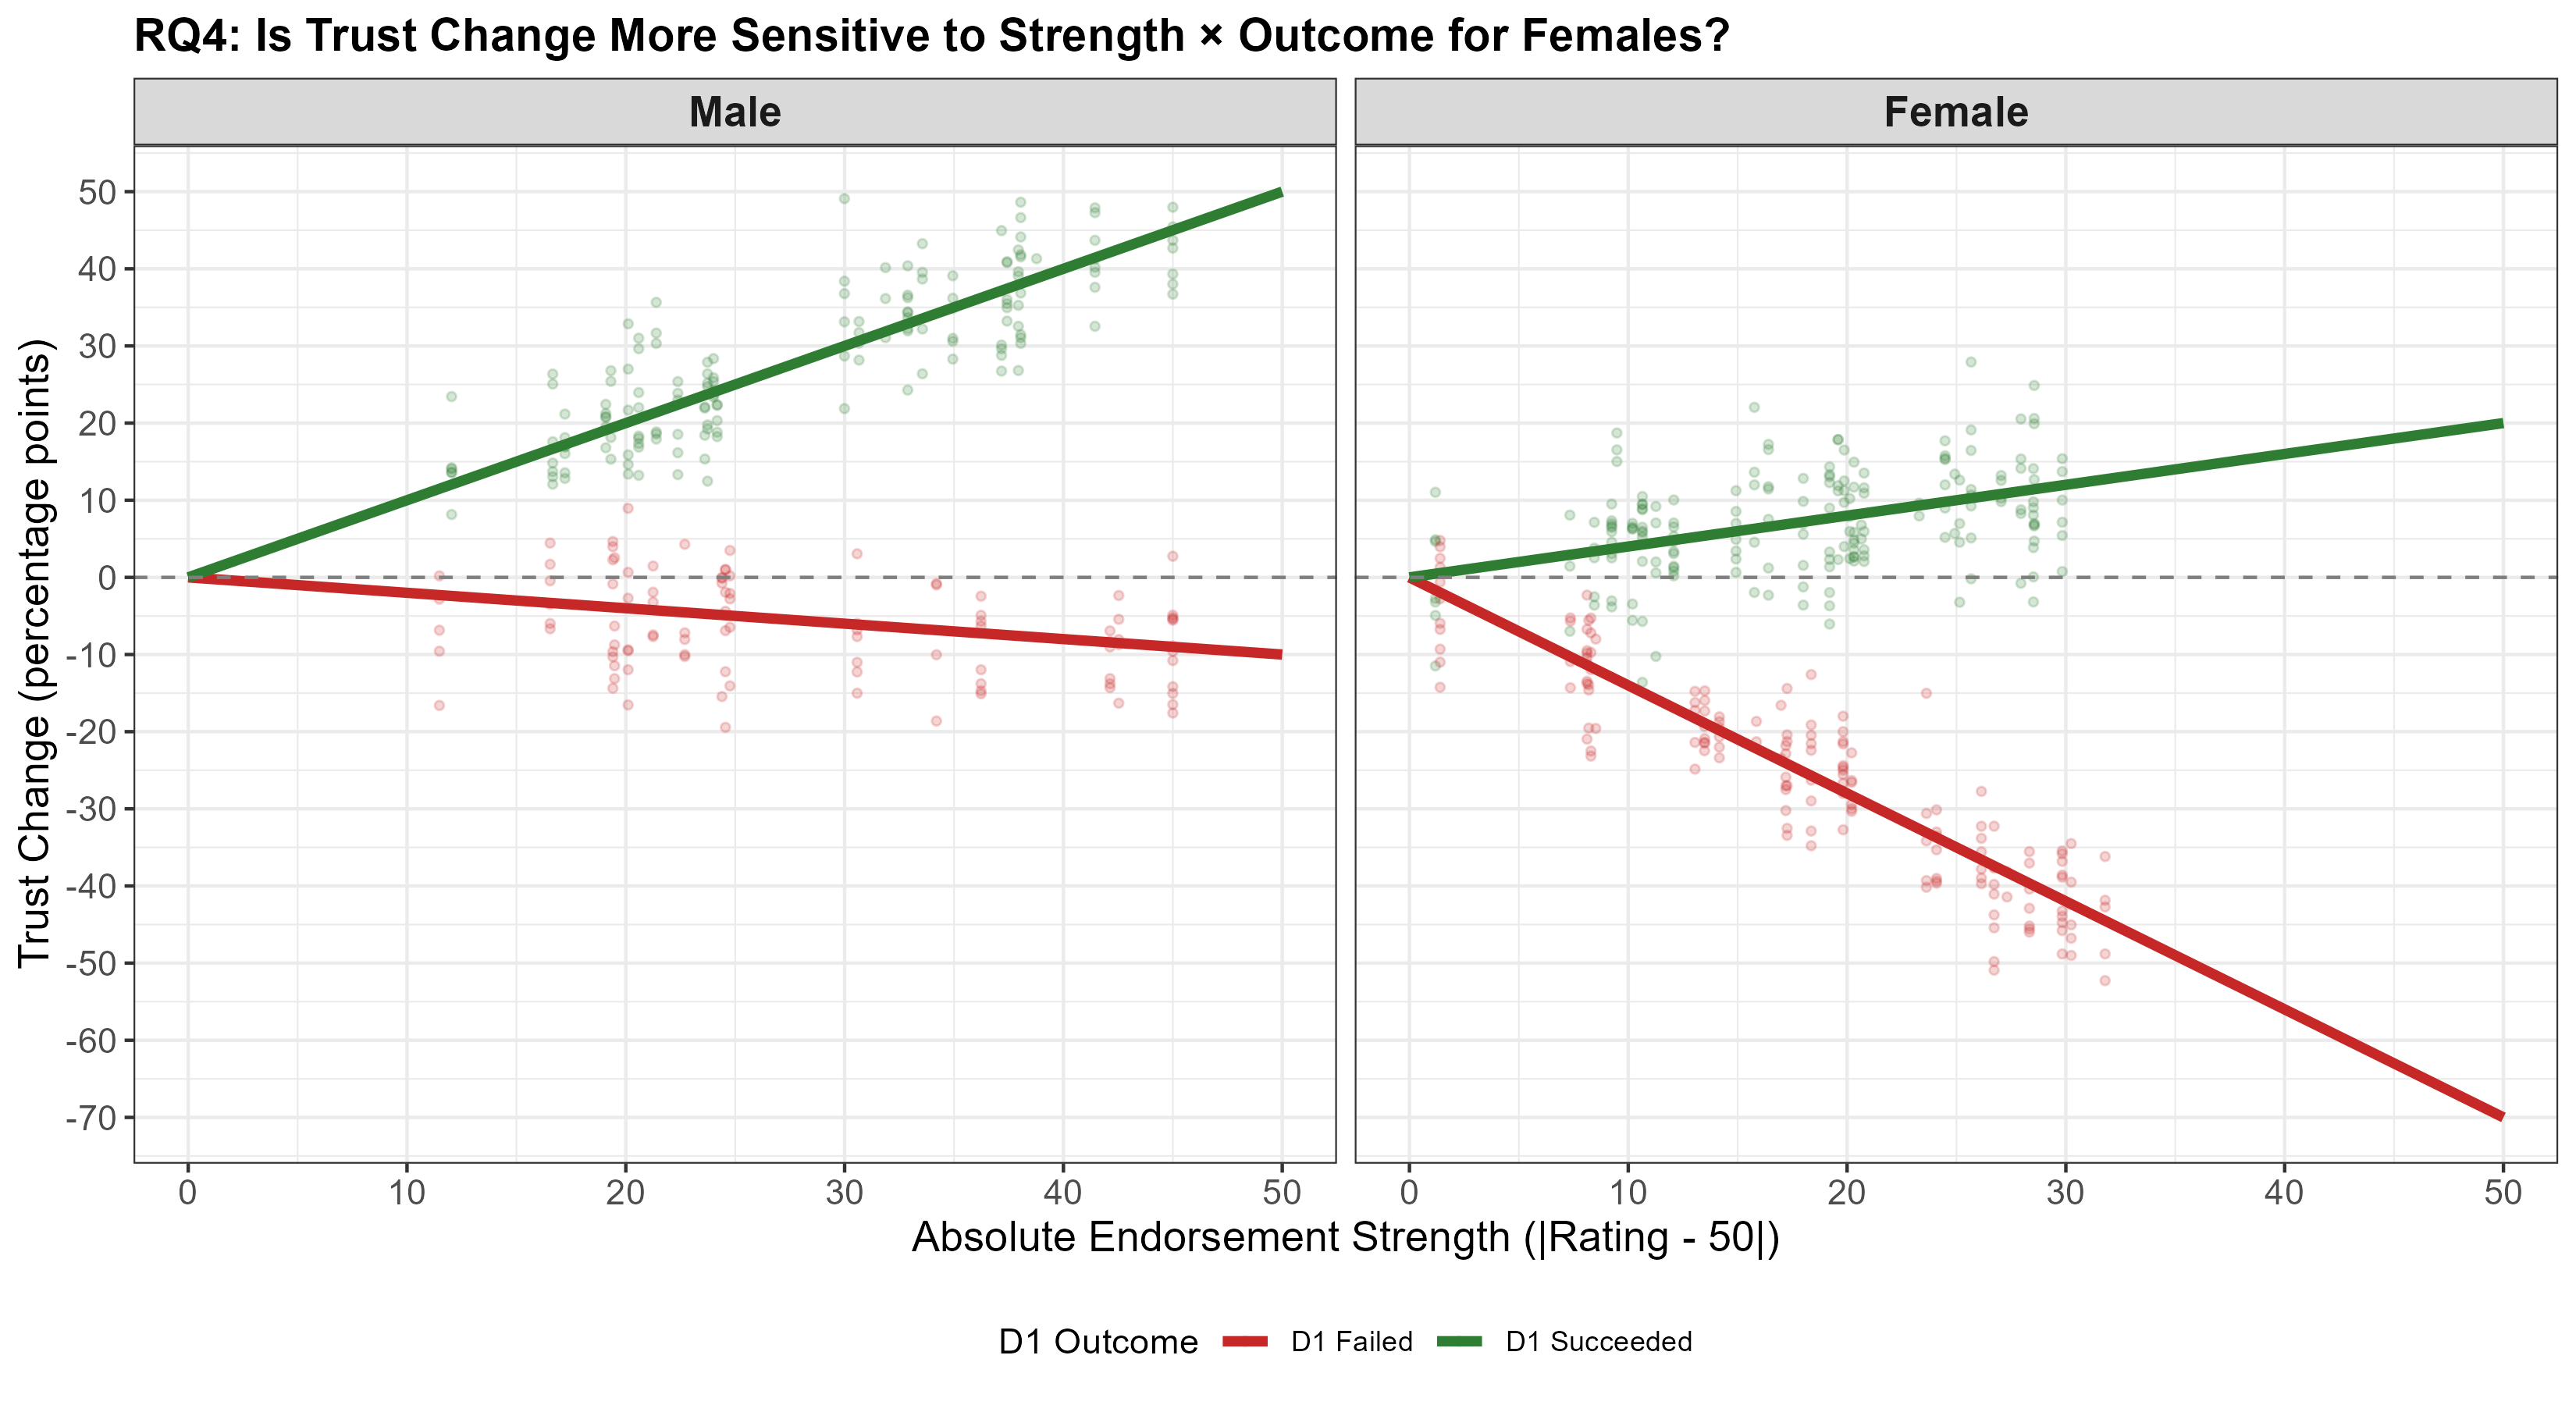 RQ4: Is Trust Change More Sensitive to Strength × Outcome for Females?
Male
Female
Trust Change (percentage points)
50
40
30
20
10
0
-10
-20
-30
-40
-50
-60
-70
0 10 20 30 40 50
0 10 20 30 40 50
Absolute Endorsement Strength (|Rating - 50|)
D1 Outcome D1 Failed D1 Succeeded